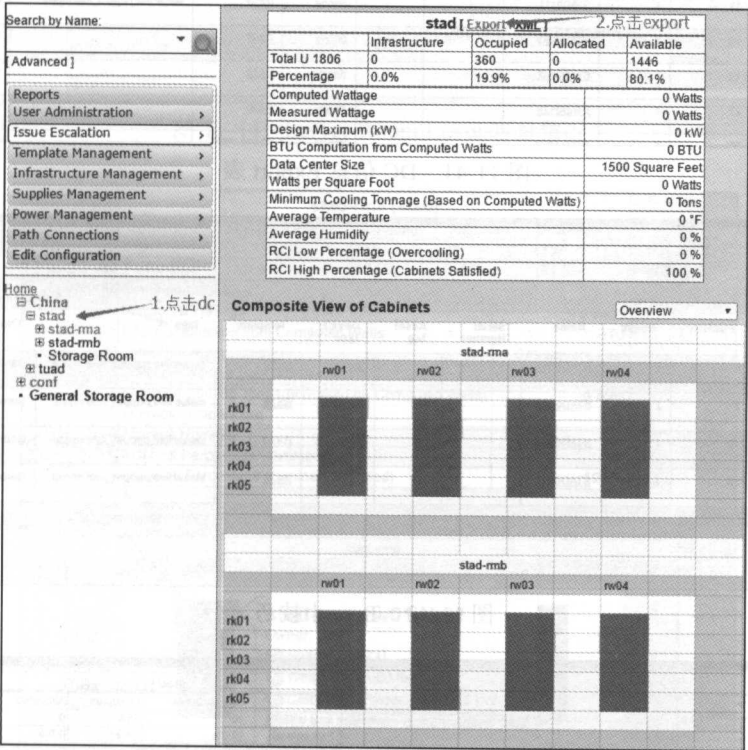 Search by Name:
[ Advanced ]
Reports
User Administration
Issue Escalation
Template Management
Infrastructure Management
Supplies Management
Power Management
Path Connections
Edit Configuration
Home
China
stad
stad-rma
stad-rmb
Storage Room
tuad
conf
General Storage Room
1.点击dc
stad [ Export XML ]
2.点击export
Infrastructure Occupied Allocated Available
Total U 1806 0 360 0 1446
Percentage 0.0% 19.9% 0.0% 80.1%
Computed Wattage 0 Watts
Measured Wattage 0 Watts
Design Maximum (kW) 0 kW
BTU Computation from Computed Watts 0 BTU
Data Center Size 1500 Square Feet
Watts per Square Foot 0 Watts
Minimum Cooling Tonnage (Based on Computed Watts) 0 Tons
Average Temperature 0 °F
Average Humidity 0 %
RCI Low Percentage (Overcooling) 0 %
RCI High Percentage (Cabinets Satisfied) 100 %
Composite View of Cabinets
Overview
stad-rma
rw01 rw02 rw03 rw04
rk01
rk02
rk03
rk04
rk05
stad-rmb
rw01 rw02 rw03 rw04
rk01
rk02
rk03
rk04
rk05